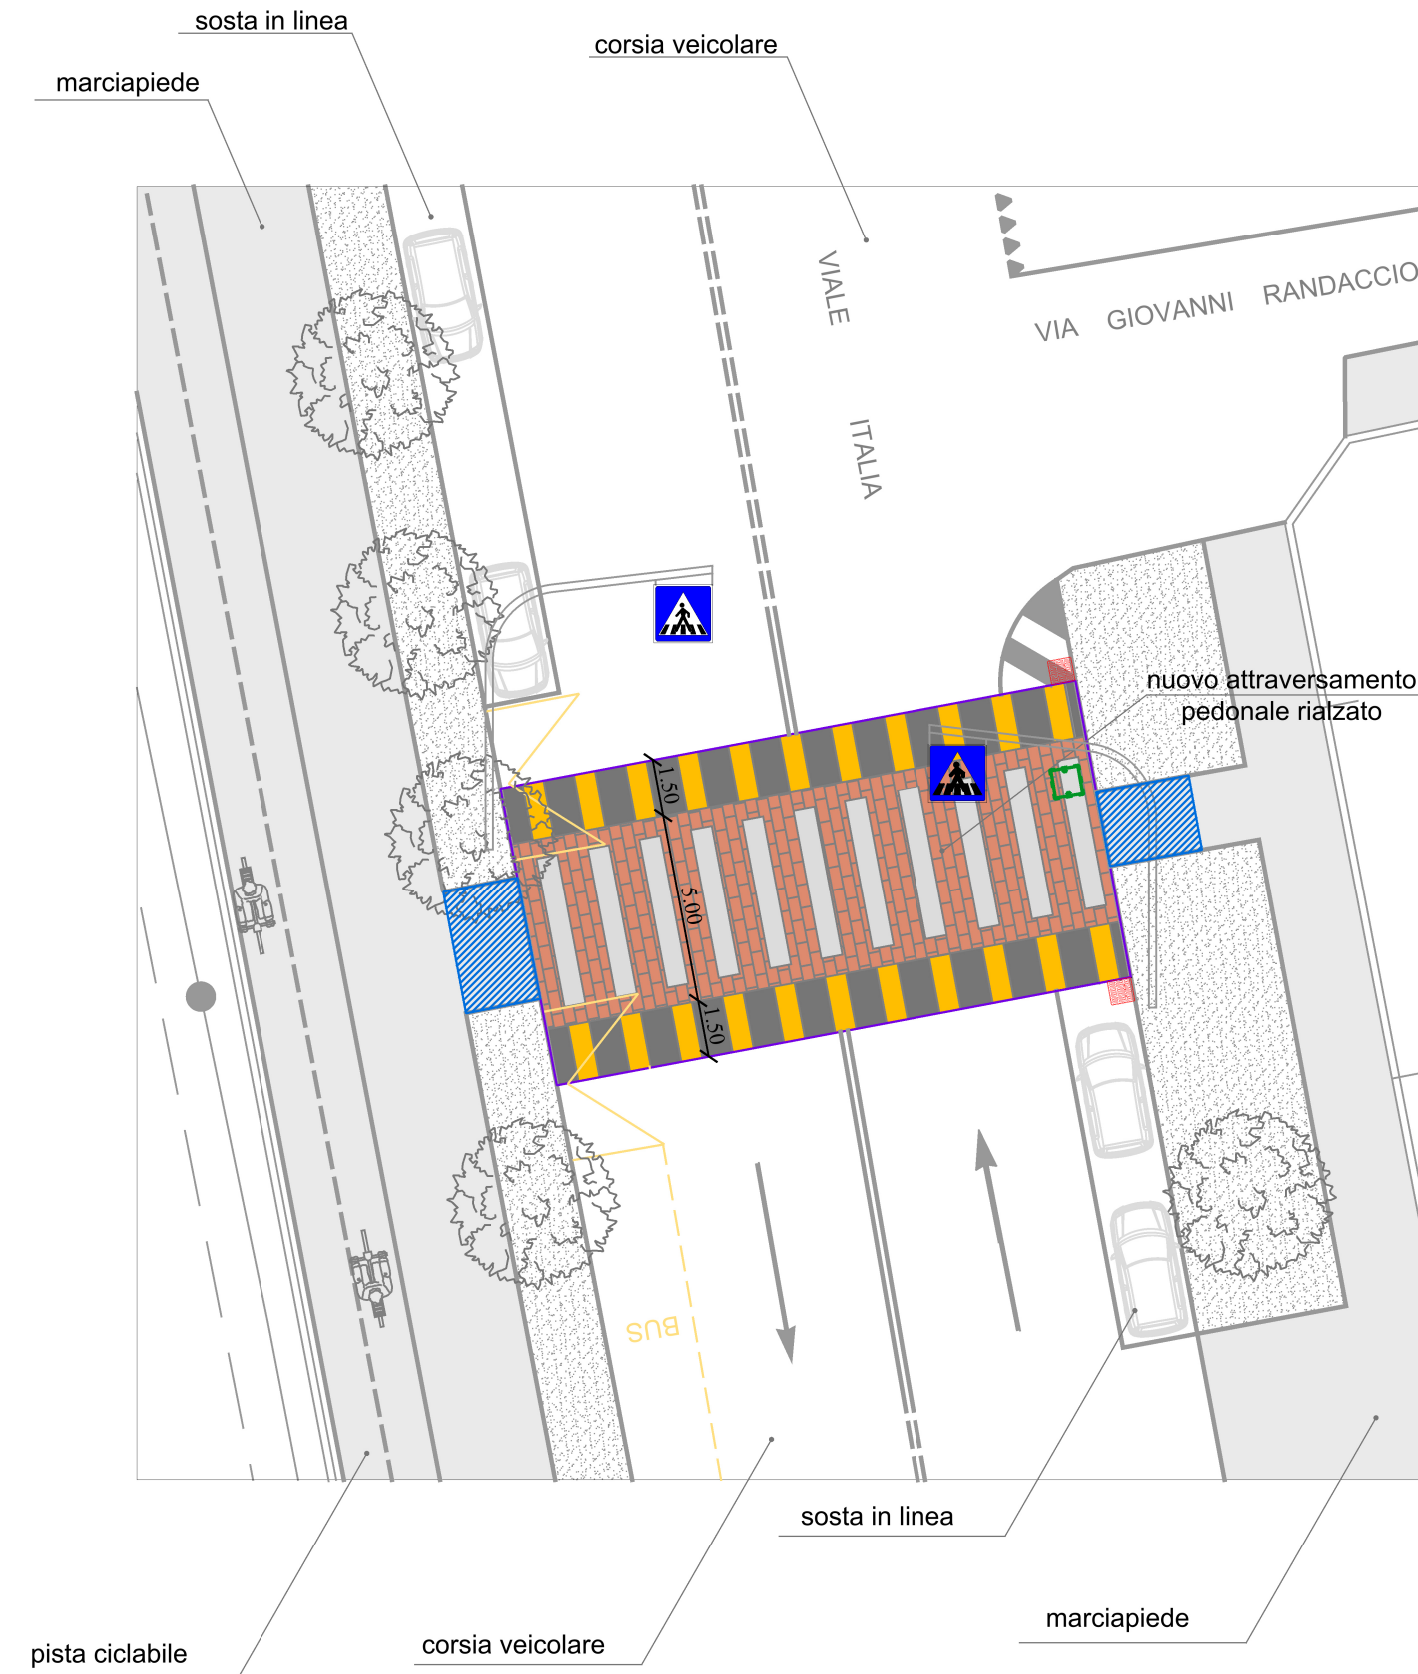 sosta in linea
corsia veicolare
marciapiede
VIALE ITALIA
VIA GIOVANNI RANDACCIO
nuovo attraversamento
pedonale rialzato
1.50
5.00
1.50
BUS
sosta in linea
marciapiede
corsia veicolare
pista ciclabile